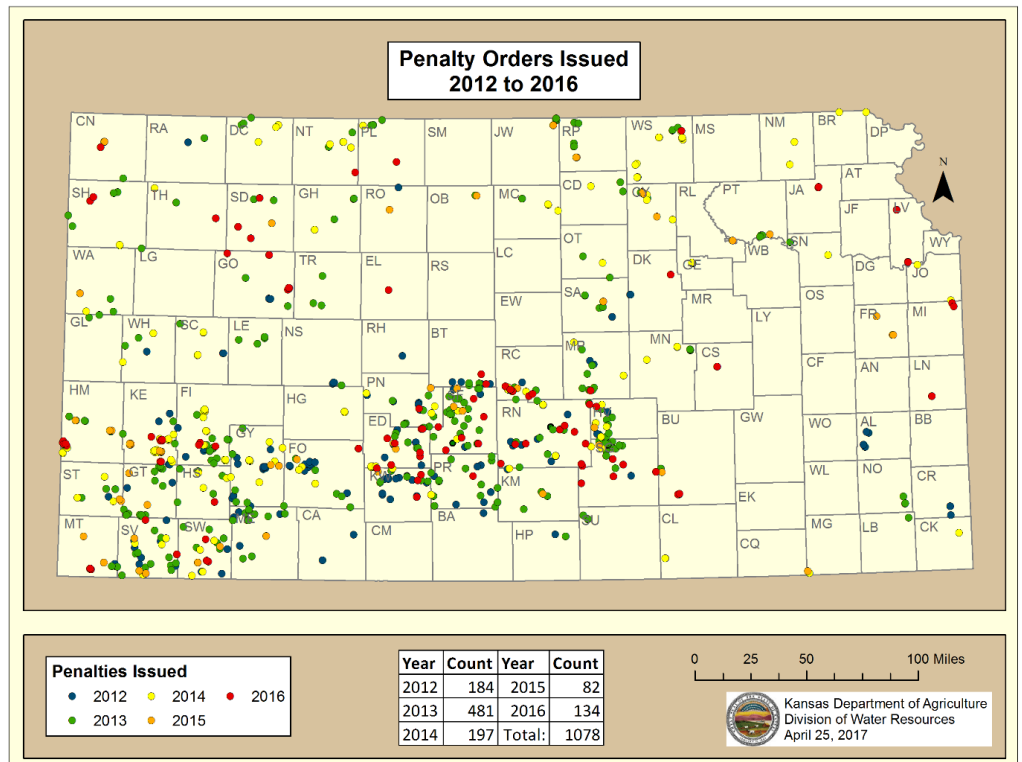 Penalty Orders Issued
2012 to 2016
CN
RA
DC
NT
PL
SM
JW
RP
WS
MS
NM
BR
DP
N
SH
TH
SD
GH
RO
OB
MC
CD
RL
PT
JA
AT
JF
LV
WY
WA
LG
GO
TR
EL
RS
LC
OT
DK
GE
WB
SN
DG
JO
GL
WH
SC
LE
NS
RH
BT
EW
SA
MR
LY
OS
FR
MI
RC
MP
MN
CS
CF
AN
LN
HM
KE
FI
HG
PN
ED
RN
BU
GW
WO
AL
BB
GY
FO
ST
GT
HS
PR
KM
EK
WL
NO
CR
MT
SV
SW
CA
CM
BA
HP
SU
CL
CQ
MG
LB
CK
Penalties Issued
2012 2014 2016
2013 2015
Year Count Year Count
2012 184 2015 82
2013 481 2016 134
2014 197 Total: 1078
0 25 50 100 Miles
Kansas Department of Agriculture
Division of Water Resources
April 25, 2017